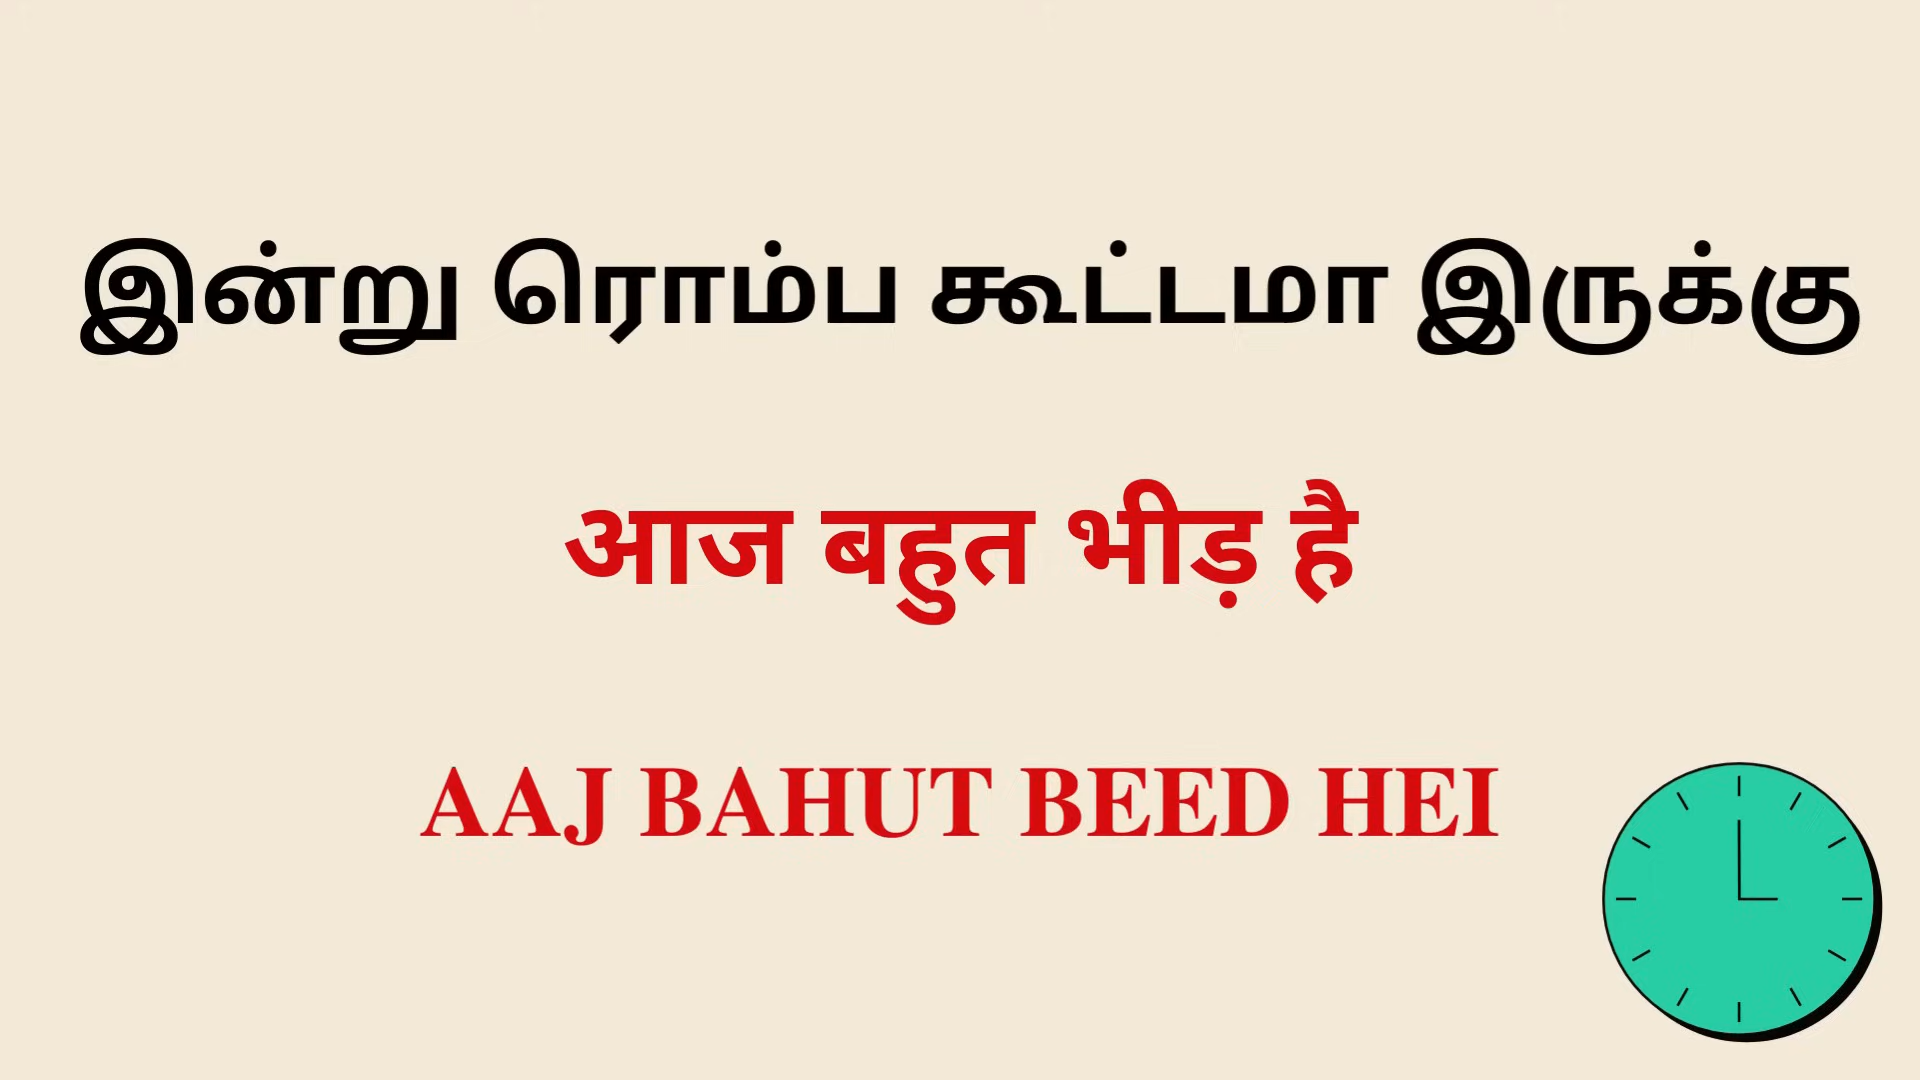 இன்று ரொம்ப கூட்டமா இருக்கு
आज बहुत भीड़ है
AAJ BAHUT BEED HEI